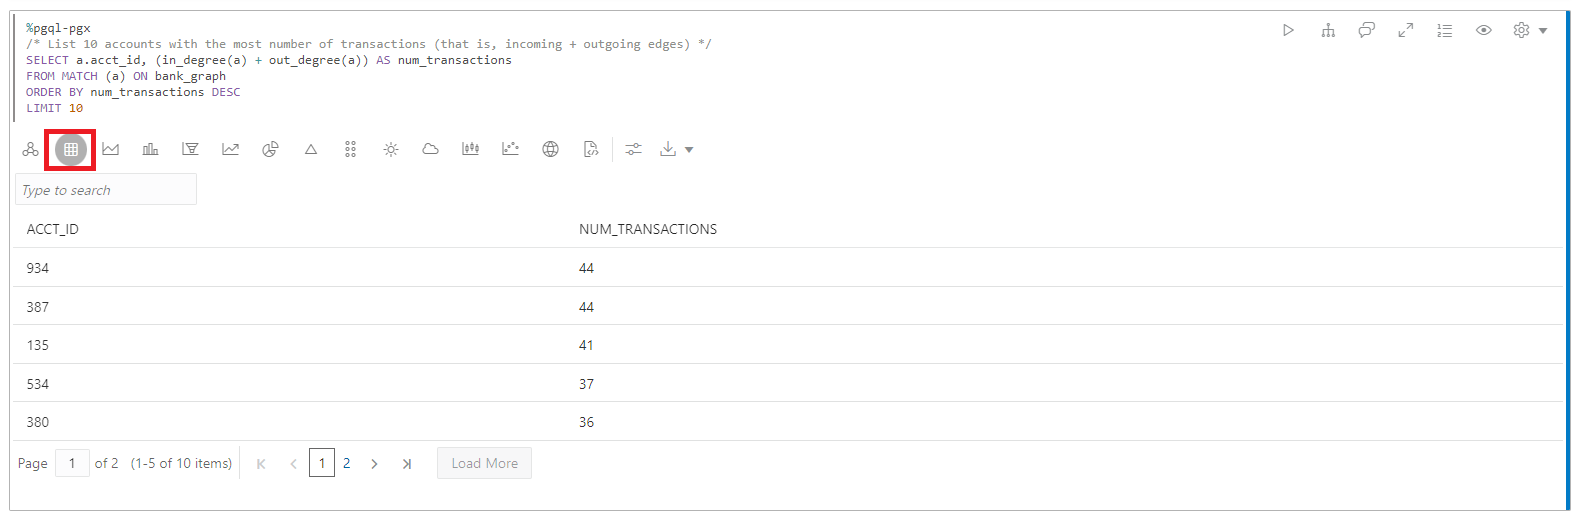 %pgql-pgx
/* List 10 accounts with the most number of transactions (that is, incoming + outgoing edges) */
SELECT a.acct_id, (in_degree(a) + out_degree(a)) AS num_transactions
FROM MATCH (a) ON bank_graph
ORDER BY num_transactions DESC
LIMIT 10
Type to search
ACCT_ID NUM_TRANSACTIONS
934 44
387 44
135 41
534 37
380 36
Page 1 of 2 (1-5 of 10 items) 1 2 Load More